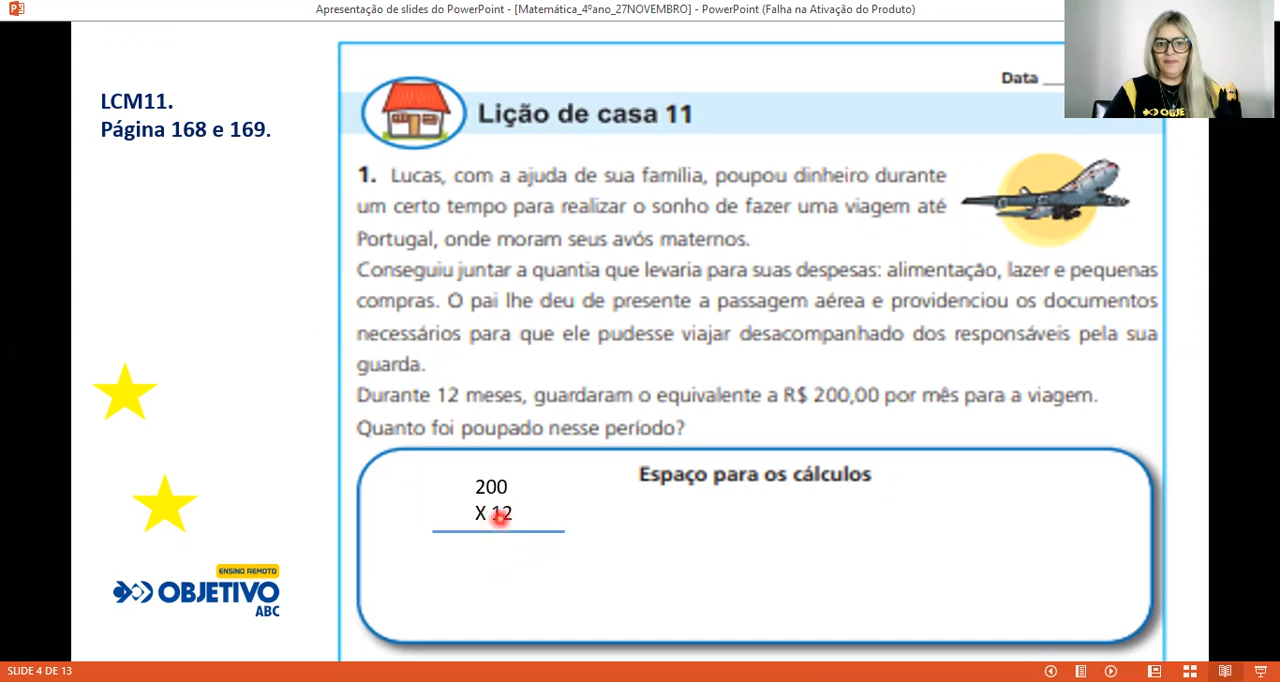 Apresentação de slides do PowerPoint - [Matemática_4ºano_27NOVEMBRO] - PowerPoint (Falha na Ativação do Produto)
LCM11.
Página 168 e 169.
Data
Lição de casa 11
1. Lucas, com a ajuda de sua família, poupou dinheiro durante
um certo tempo para realizar o sonho de fazer uma viagem até
Portugal, onde moram seus avós maternos.
Conseguiu juntar a quantia que levaria para suas despesas: alimentação, lazer e pequenas
compras. O pai lhe deu de presente a passagem aérea e providenciou os documentos
necessários para que ele pudesse viajar desacompanhado dos responsáveis pela sua
guarda.
Durante 12 meses, guardaram o equivalente a R$ 200,00 por mês para a viagem.
Quanto foi poupado nesse período?
Espaço para os cálculos
200
X 12
ENSINO REMOTO
OBJETIVO
ABC
OBJE
SLIDE 4 DE 13